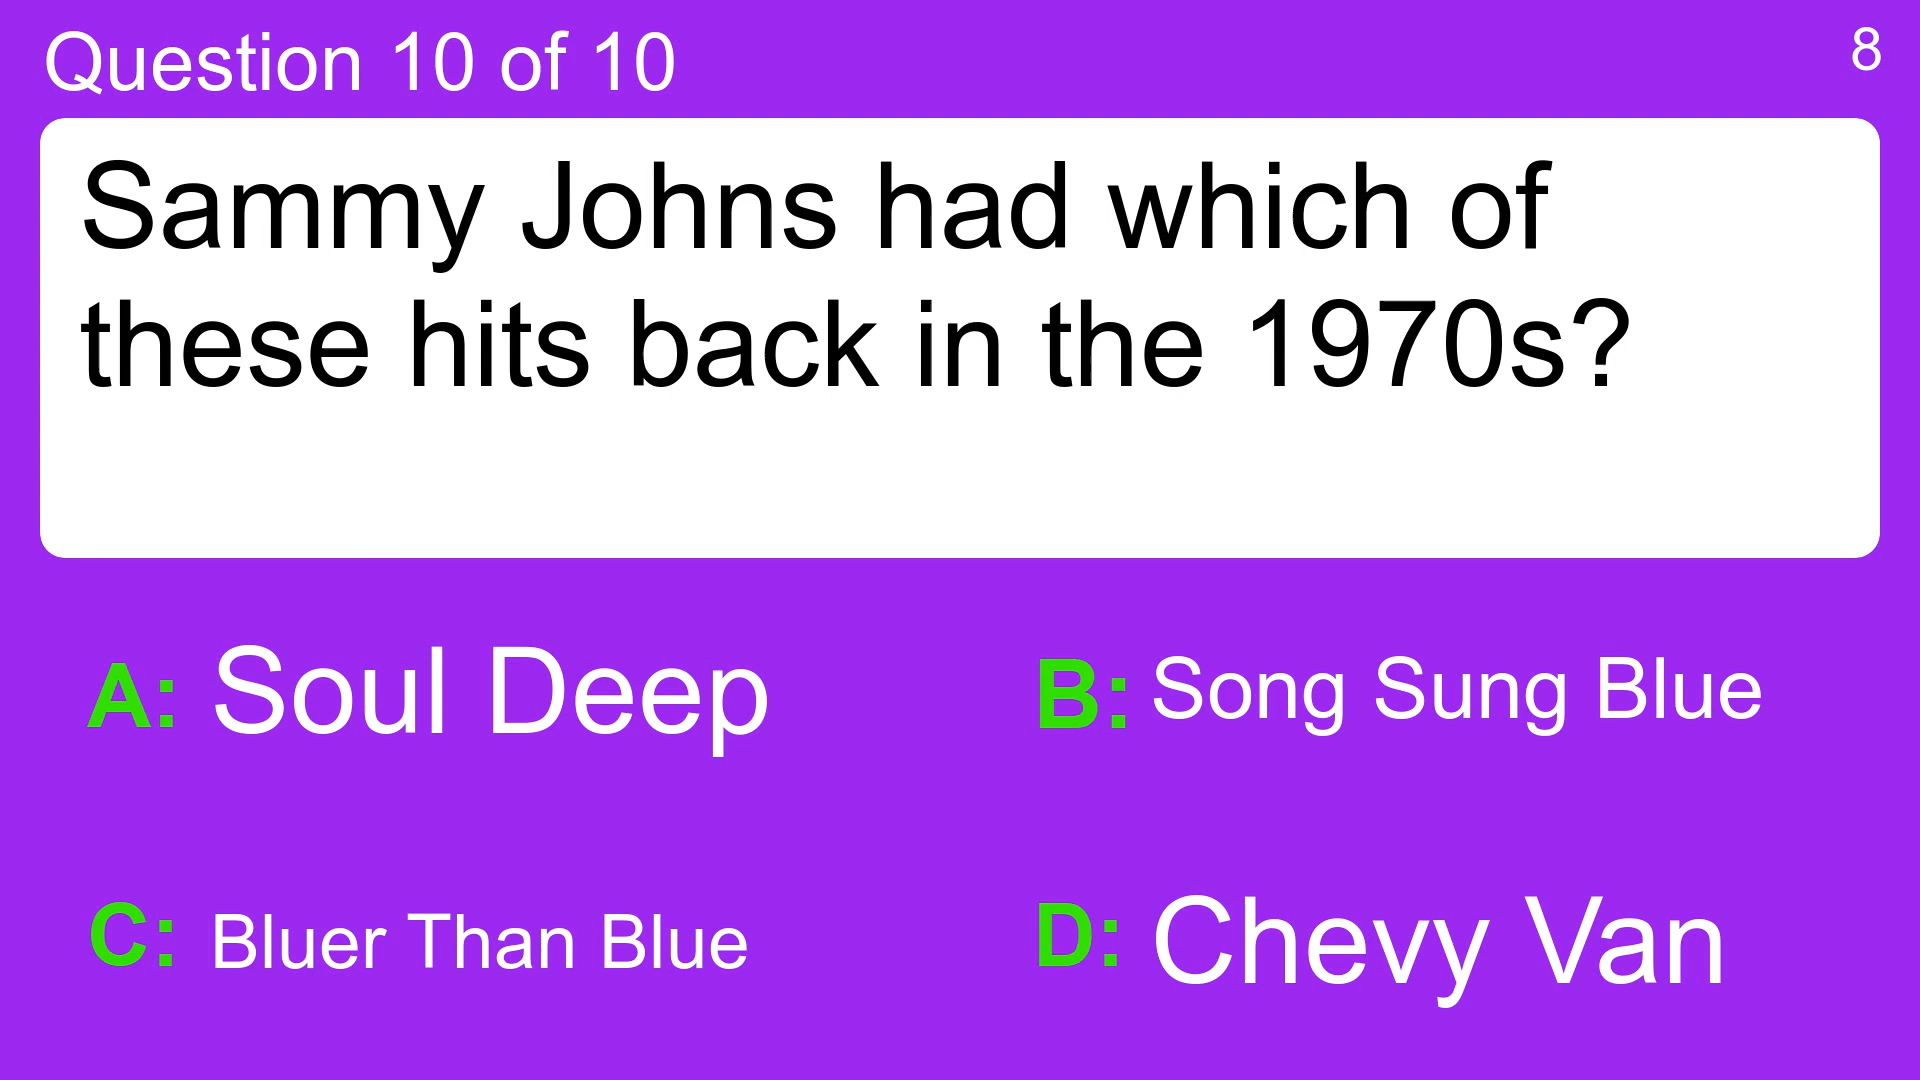 Question 10 of 10
8
Sammy Johns had which of
these hits back in the 1970s?
A: Soul Deep
B: Song Sung Blue
C: Bluer Than Blue
D: Chevy Van